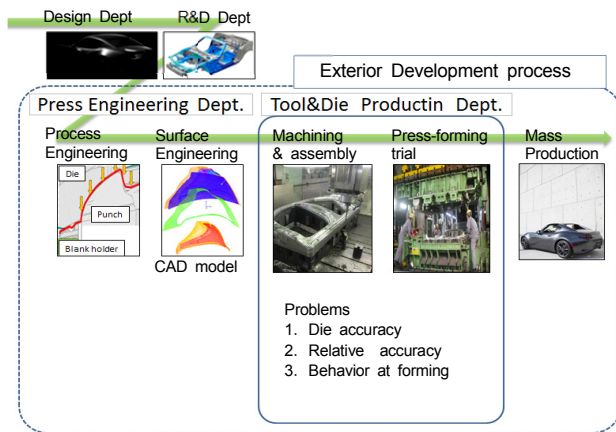 Design Dept
R&D Dept
Exterior Development process
Press Engineering Dept.
Tool&Die Productin Dept.
Process
Engineering
Surface
Engineering
Machining
& assembly
Press-forming
trial
Mass
Production
Die
Punch
Blank holder
CAD model
Problems
1. Die accuracy
2. Relative accuracy
3. Behavior at forming